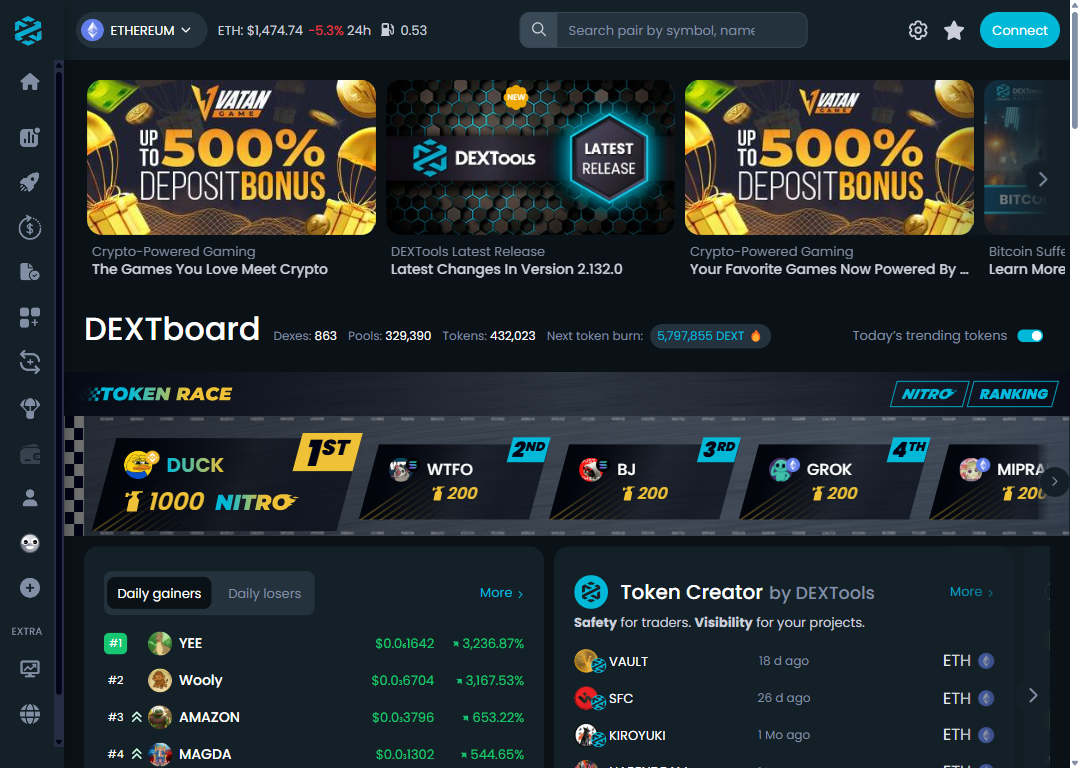 ETHEREUM
ETH: $1,474.74 -5.3% 24h 0.53
Search pair by symbol, name
Connect
VATAN GAME
UP TO 500% DEPOSIT BONUS
Crypto-Powered Gaming
The Games You Love Meet Crypto
NEW
DEXTools
LATEST RELEASE
DEXTools Latest Release
Latest Changes In Version 2.132.0
VATAN GAME
UP TO 500% DEPOSIT BONUS
Crypto-Powered Gaming
Your Favorite Games Now Powered By ...
BITCO
Bitcoin Suffe
Learn More
DEXTboard
Dexes: 863 Pools: 329,390 Tokens: 432,023 Next token burn: 5,797,855 DEXT
Today's trending tokens
TOKEN RACE
NITRO RANKING
1ST
DUCK
1000 NITRO
2ND
WTFO
200
3RD
BJ
200
4TH
GROK
200
MIPRA
200
Daily gainers Daily losers More
#1 YEE $0.0₆1642 3,236.87%
#2 Wooly $0.0₅6704 3,167.53%
#3 AMAZON $0.0₅3796 653.22%
#4 MAGDA $0.0₅1302 544.65%
Token Creator by DEXTools More
Safety for traders. Visibility for your projects.
VAULT 18 d ago ETH
SFC 26 d ago ETH
KIROYUKI 1 Mo ago ETH
EXTRA